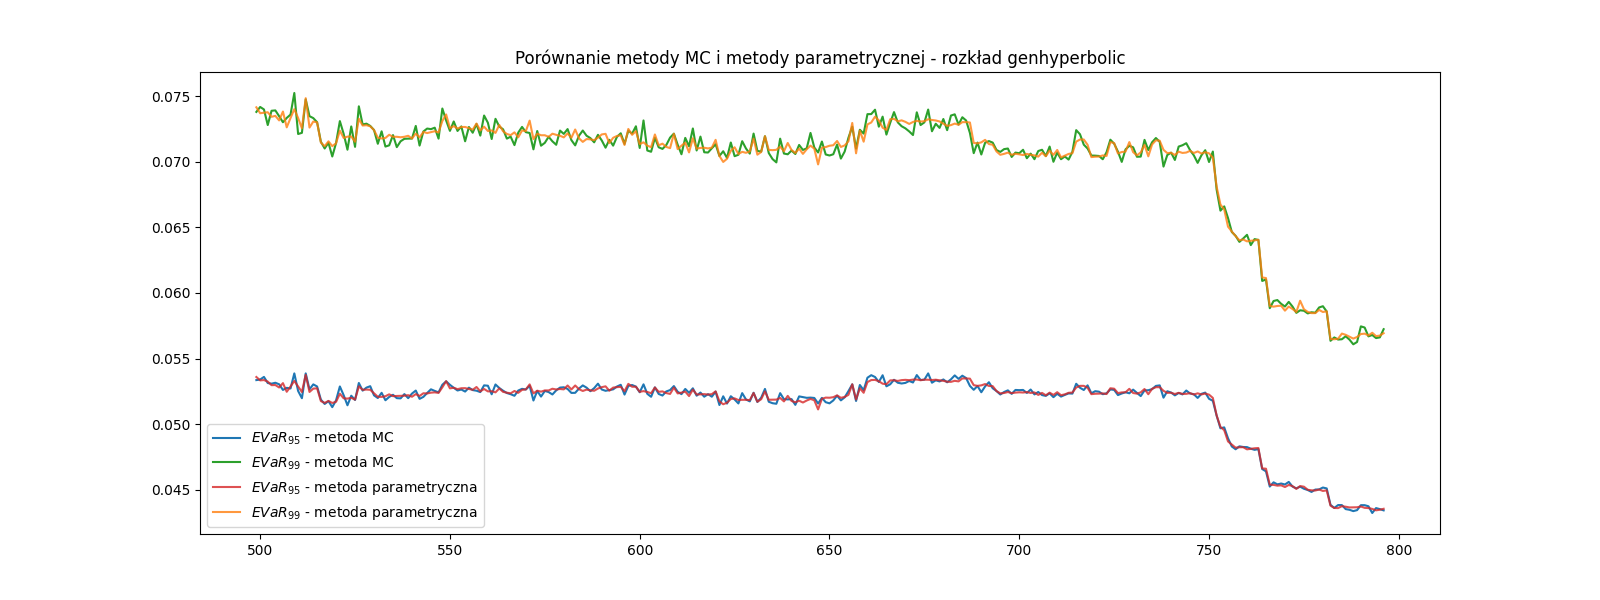 Porównanie metody MC i metody parametrycznej - rozkład genhyperbolic
0.075
0.070
0.065
0.060
0.055
0.050
0.045
EVaR95 - metoda MC
EVaR99 - metoda MC
EVaR95 - metoda parametryczna
EVaR99 - metoda parametryczna
500 550 600 650 700 750 800